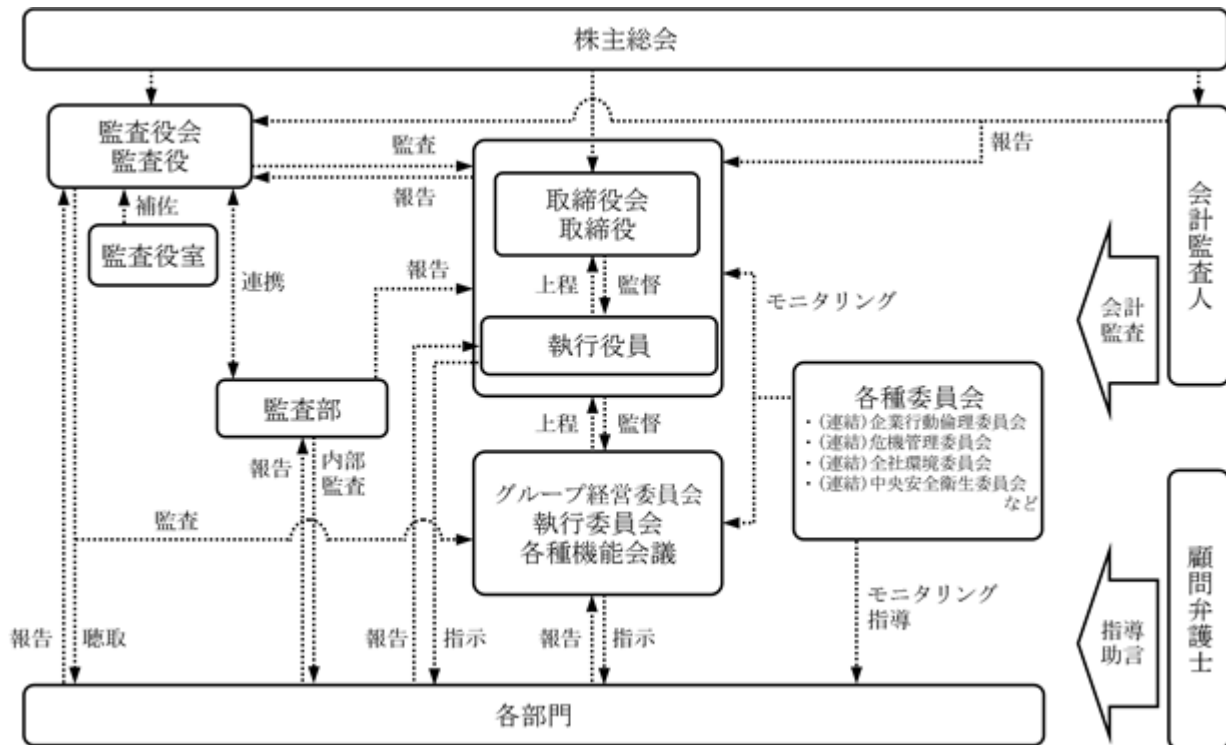 株主総会
監査役会
監査役
監査
報告
報告
補佐
監査役室
連携
取締役会
取締役
上程
監督
報告
執行役員
モニタリング
会計監査人
会計
監査
監査部
各種委員会
・(連結)企業行動倫理委員会
・(連結)危機管理委員会
・(連結)全社環境委員会
・(連結)中央安全衛生委員会
など
上程
監督
報告
内部
監査
監査
グループ経営委員会
執行委員会
各種機能会議
モニタリング
指導
報告
聴取
報告
指示
報告
指示
指導
助言
顧問弁護士
各部門